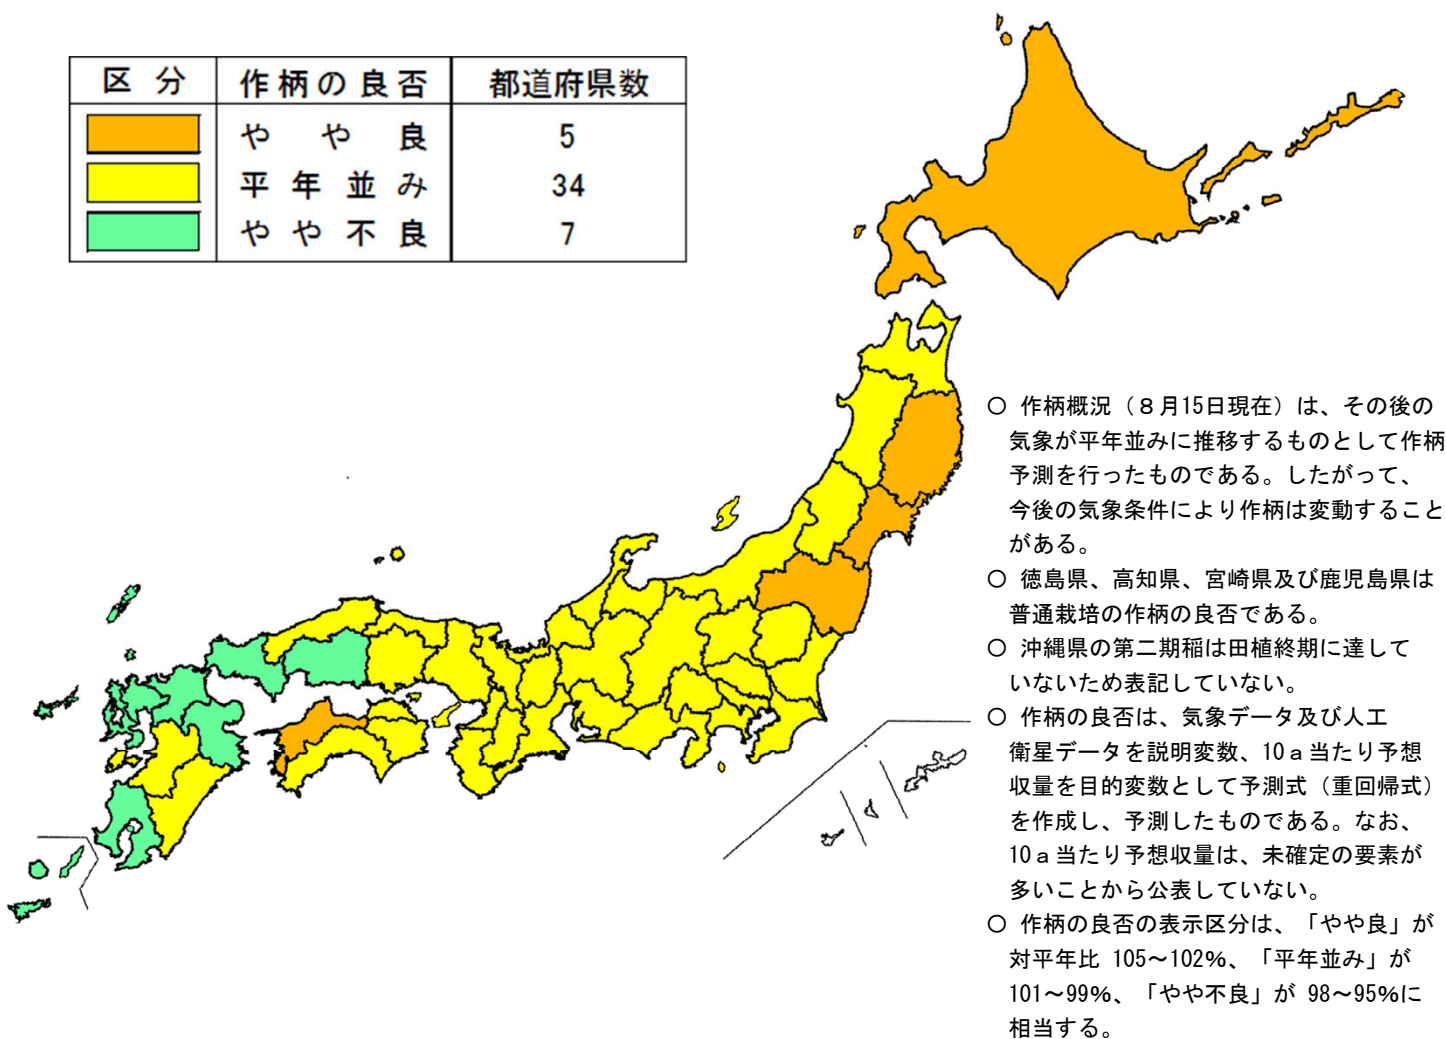 区 分 作柄の良否 都道府県数
や や 良 5
平 年 並 み 34
や や 不 良 7
○ 作柄概況（８月15日現在）は、その後の
気象が平年並みに推移するものとして作柄
予測を行ったものである。したがって、
今後の気象条件により作柄は変動すること
がある。
○ 徳島県、高知県、宮崎県及び鹿児島県は
普通栽培の作柄の良否である。
○ 沖縄県の第二期稲は田植終期に達して
いないため表記していない。
○ 作柄の良否は、気象データ及び人工
衛星データを説明変数、10ａ当たり予想
収量を目的変数として予測式（重回帰式）
を作成し、予測したものである。なお、
10ａ当たり予想収量は、未確定の要素が
多いことから公表していない。
○ 作柄の良否の表示区分は、「やや良」が
対平年比 105～102％、「平年並み」が
101～99％、「やや不良」が 98～95％に
相当する。